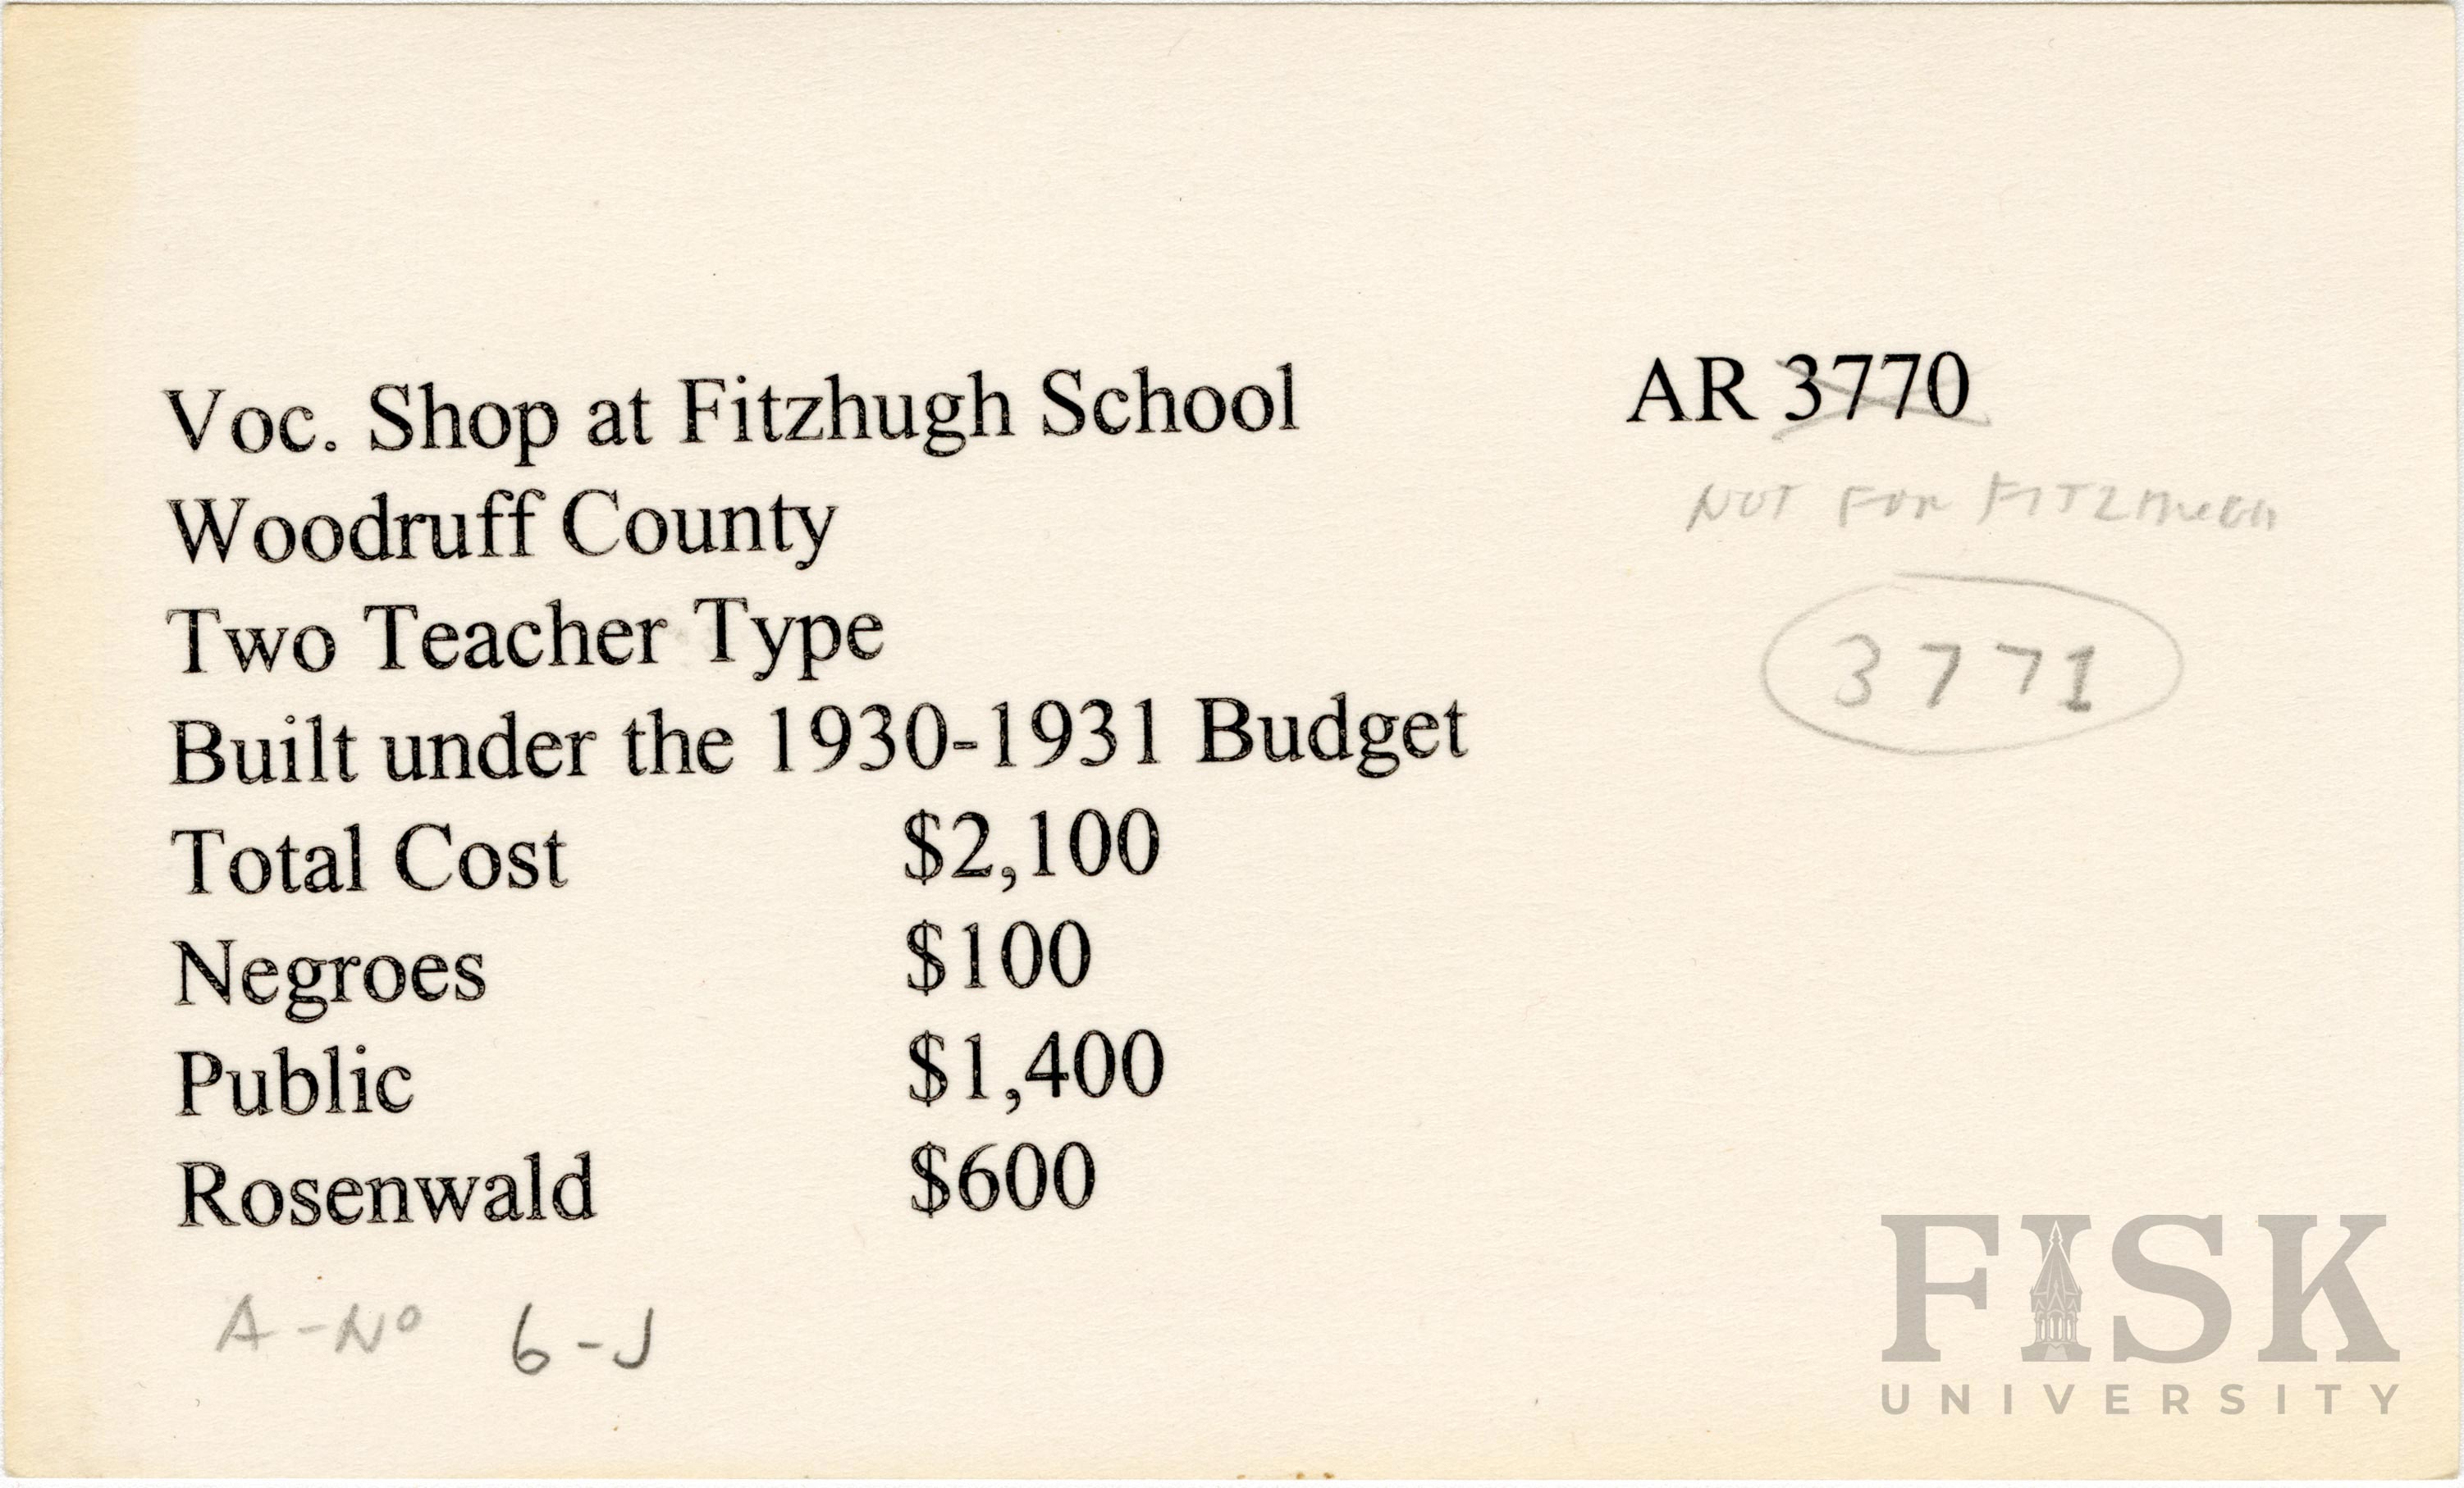 Voc. Shop at Fitzhugh School AR 3770
NOT FOR FITZHUGH
Woodruff County
Two Teacher Type
3771
Built under the 1930-1931 Budget
Total Cost $2,100
Negroes $100
Public $1,400
Rosenwald $600
A-No 6-J
FISK
UNIVERSITY